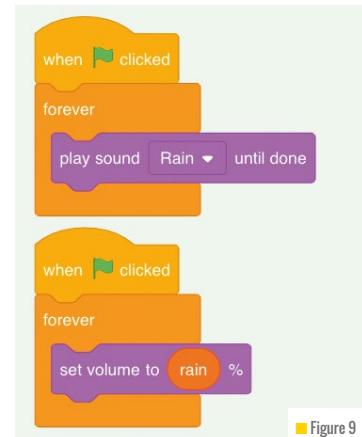 when clicked
forever
play sound Rain until done
when clicked
forever
set volume to rain %
Figure 9